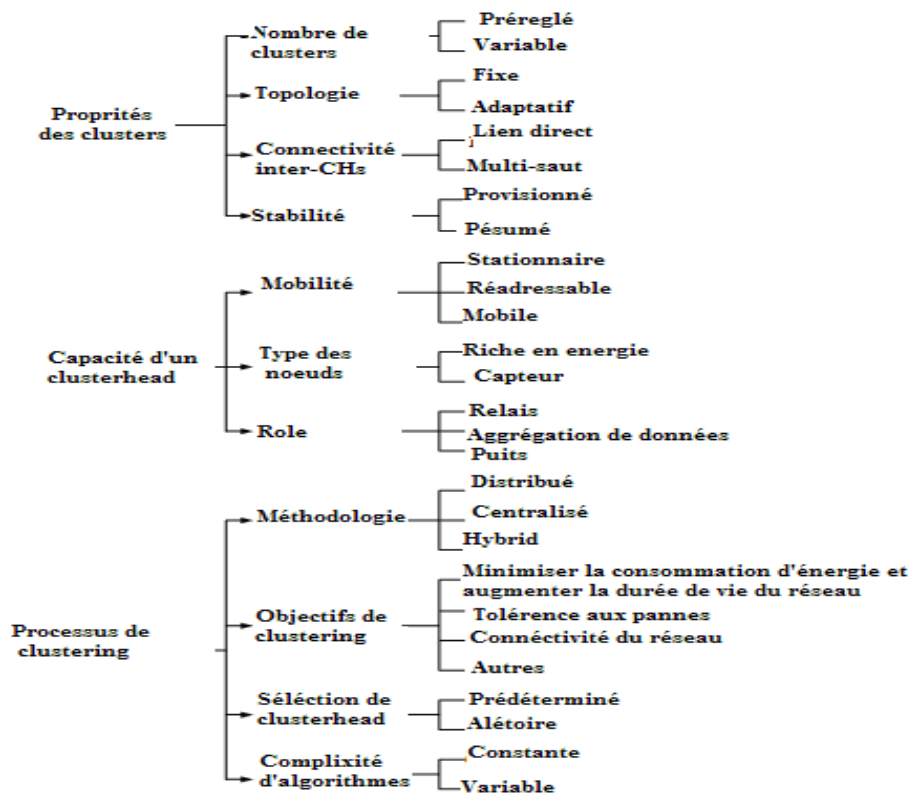 Proprités
des clusters
Nombre de
clusters
Préreglé
Variable
Topologie
Fixe
Adaptatif
Connectivité
inter-CHs
Lien direct
Multi-saut
Stabilité
Provisionné
Pésumé
Capacité d'un
clusterhead
Mobilité
Stationnaire
Réadressable
Mobile
Type des
noeuds
Riche en energie
Capteur
Role
Relais
Aggrégation de données
Puits
Processus de
clustering
Méthodologie
Distribué
Centralisé
Hybrid
Objectifs de
clustering
Minimiser la consommation d'énergie et
augmenter la durée de vie du réseau
Tolérence aux pannes
Connéctivité du réseau
Autres
Séléction de
clusterhead
Prédéterminé
Alétoire
Complixité
d'algorithmes
Constante
Variable